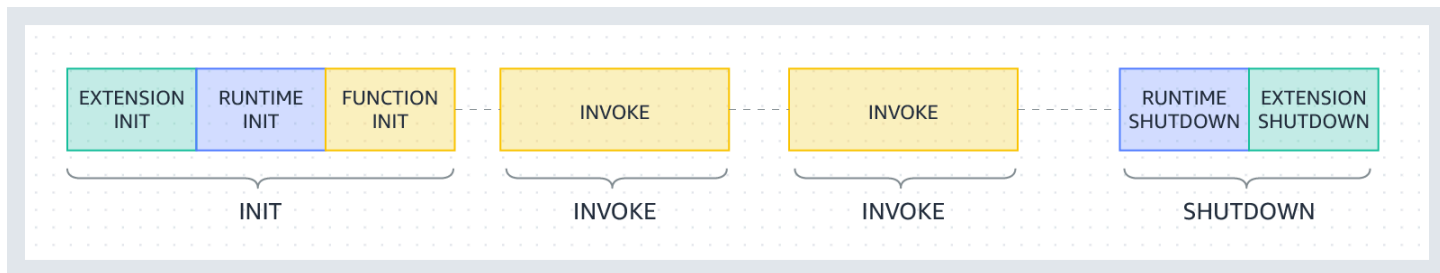 EXTENSION
INIT
RUNTIME
INIT
FUNCTION
INIT
INVOKE
INVOKE
RUNTIME
SHUTDOWN
EXTENSION
SHUTDOWN
INIT
INVOKE
INVOKE
SHUTDOWN